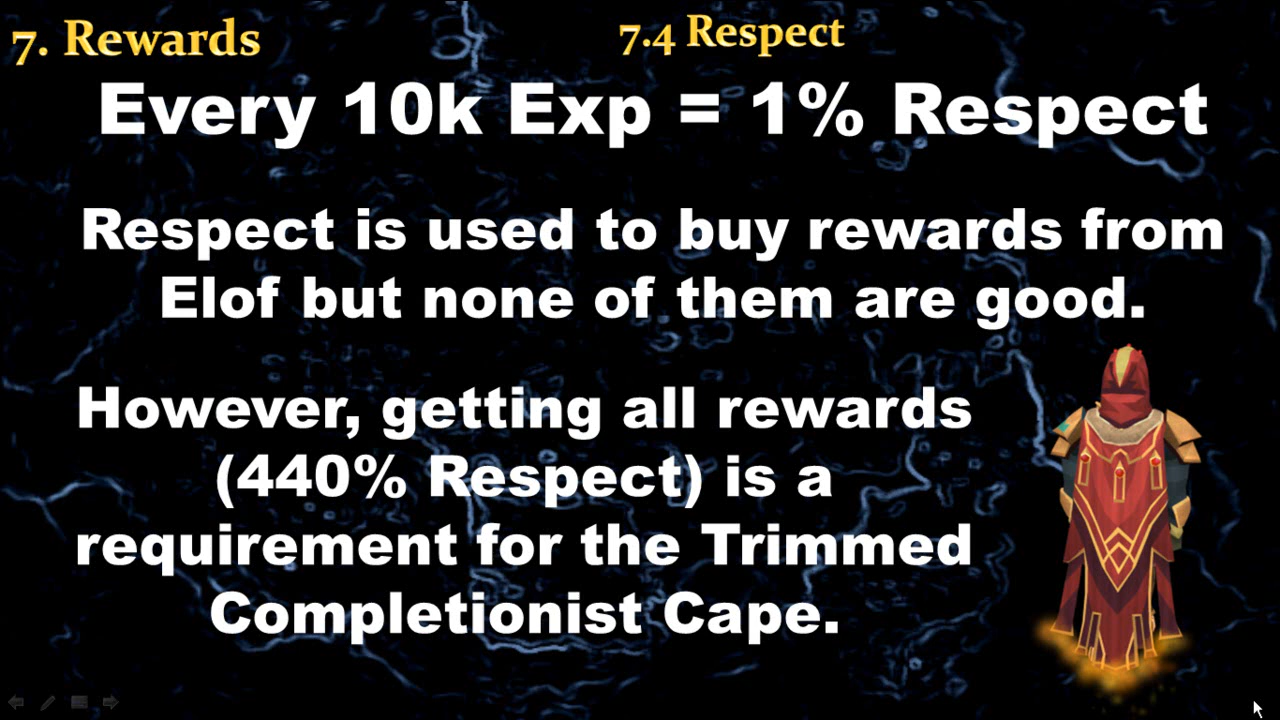 7. Rewards
7.4 Respect
Every 10k Exp = 1% Respect
Respect is used to buy rewards from
Elof but none of them are good.
However, getting all rewards
(440% Respect) is a
requirement for the Trimmed
Completionist Cape.